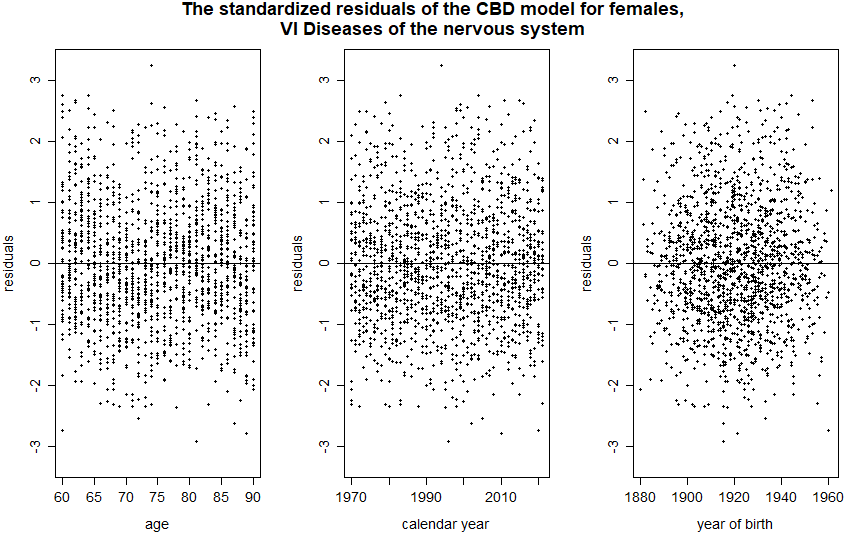 The standardized residuals of the CBD model for females,
VI Diseases of the nervous system
residuals
3
2
1
0
-1
-2
-3
60 65 70 75 80 85 90
age
residuals
3
2
1
0
-1
-2
-3
1970 1990 2010
calendar year
residuals
3
2
1
0
-1
-2
-3
1880 1900 1920 1940 1960
year of birth